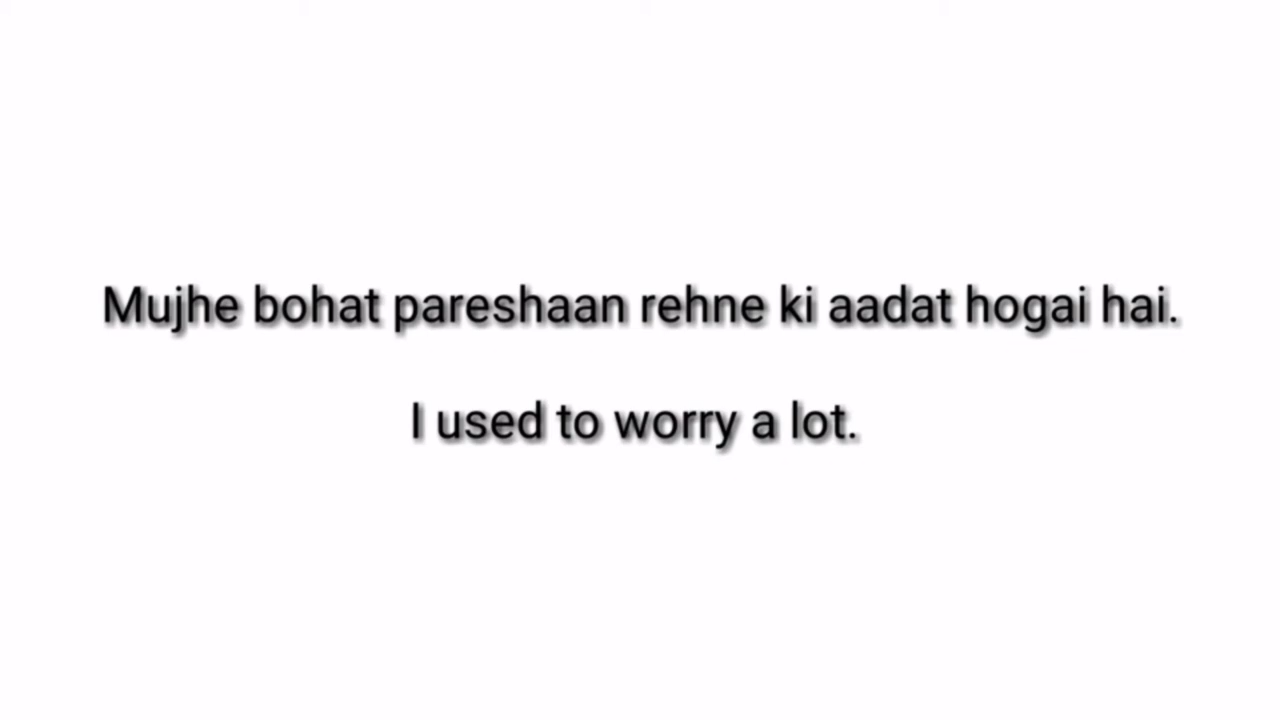 Mujhe bohat pareshaan rehne ki aadat hogai hai.
I used to worry a lot.